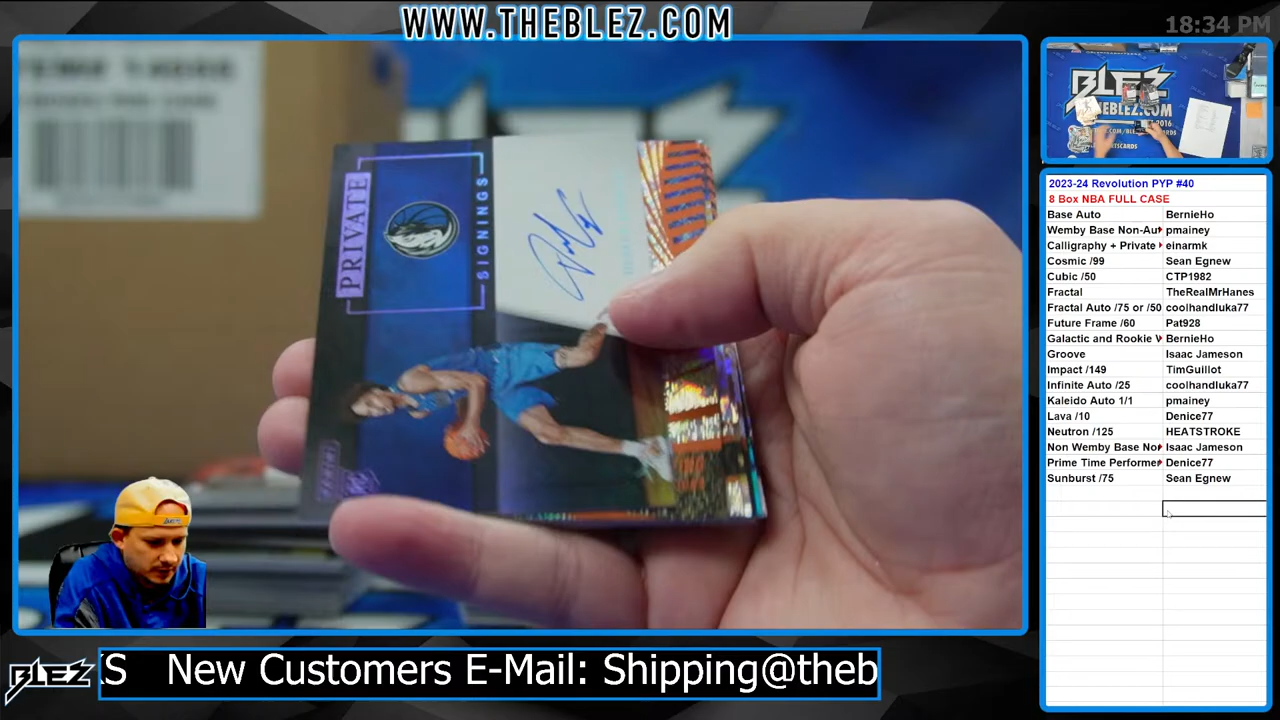 WWW.THEBLEZ.COM
18:34 PM
PRIVATE
SIGNINGS
BLEZ
2023-24 Revolution PYP #40
8 Box NBA FULL CASE
Base Auto BernieHo
Wemby Base Non-Au pmainey
Calligraphy + Private einarmk
Cosmic /99 Sean Egnew
Cubic /50 CTP1982
Fractal TheRealMrHanes
Fractal Auto /75 or /50 coolhandluka77
Future Frame /60 Pat928
Galactic and Rookie BernieHo
Groove Isaac Jameson
Impact /149 TimGuillot
Infinite Auto /25 coolhandluka77
Kaleido Auto 1/1 pmainey
Lava /10 Denice77
Neutron /125 HEATSTROKE
Non Wemby Base No Isaac Jameson
Prime Time Performe Denice77
Sunburst /75 Sean Egnew
BLEZ
S New Customers E-Mail: Shipping@theb